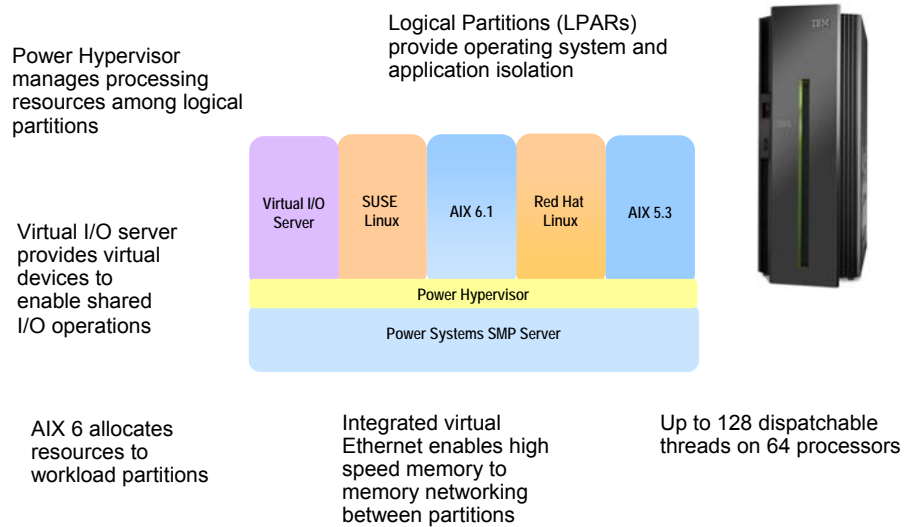 Power Hypervisor
manages processing
resources among logical
partitions
Logical Partitions (LPARs)
provide operating system and
application isolation
IBM
Virtual I/O server
provides virtual
devices to
enable shared
I/O operations
Virtual I/O
Server
SUSE
Linux
AIX 6.1
Red Hat
Linux
AIX 5.3
Power Hypervisor
Power Systems SMP Server
AIX 6 allocates
resources to
workload partitions
Integrated virtual
Ethernet enables high
speed memory to
memory networking
between partitions
Up to 128 dispatchable
threads on 64 processors